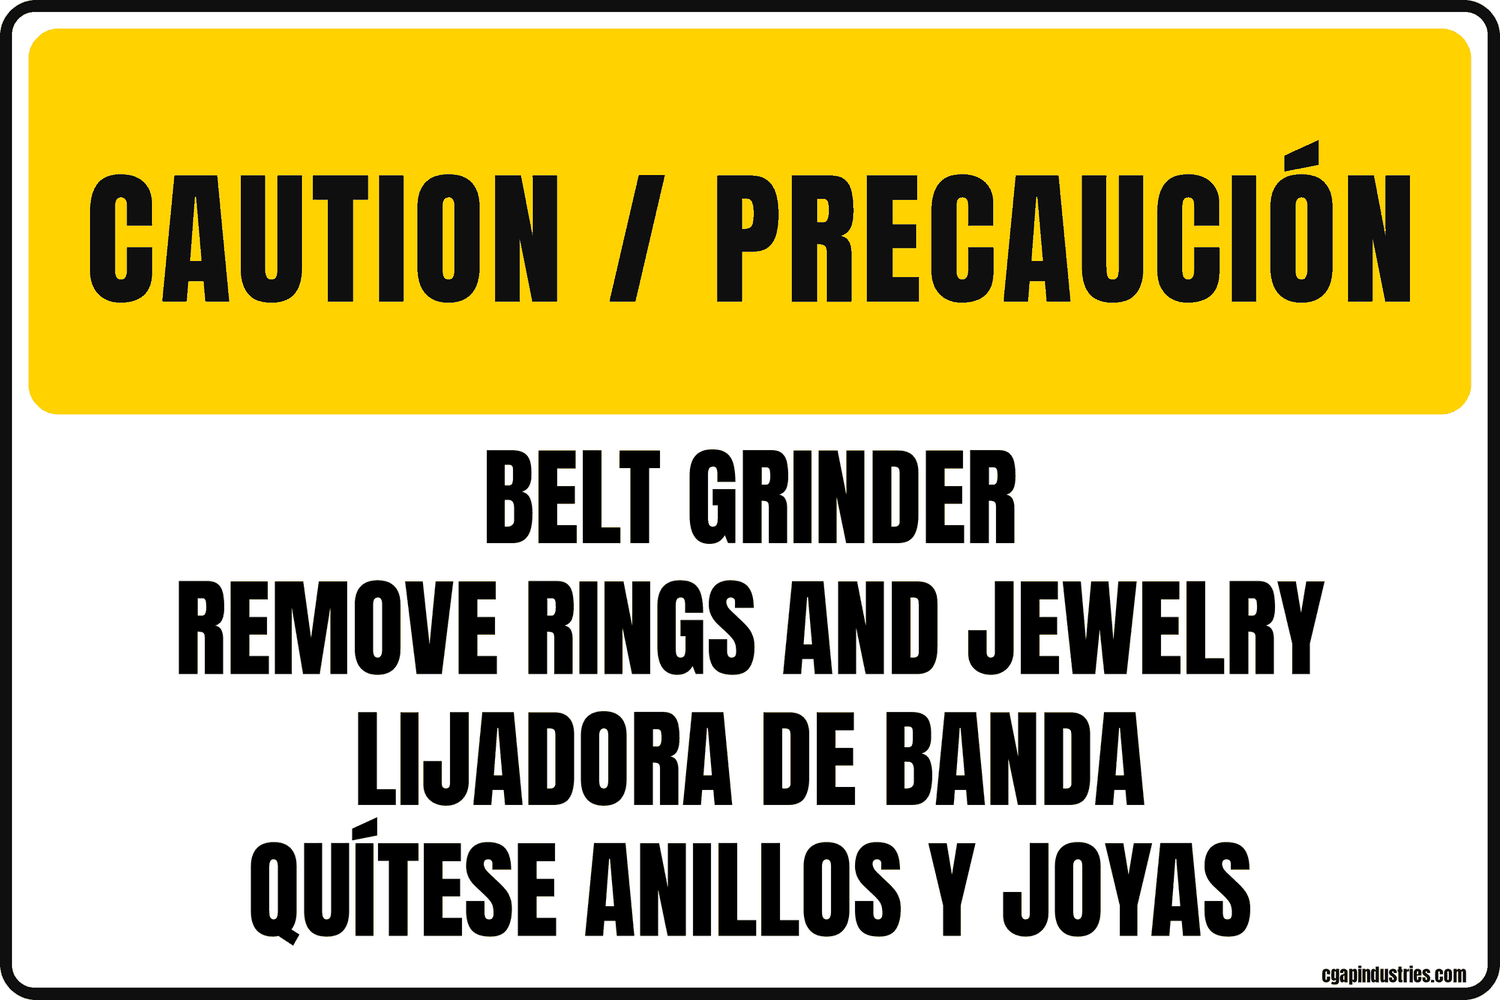 CAUTION / PRECAUCIÓN
BELT GRINDER
REMOVE RINGS AND JEWELRY
LIJADORA DE BANDA
QUÍTESE ANILLOS Y JOYAS
cgapindustries.com